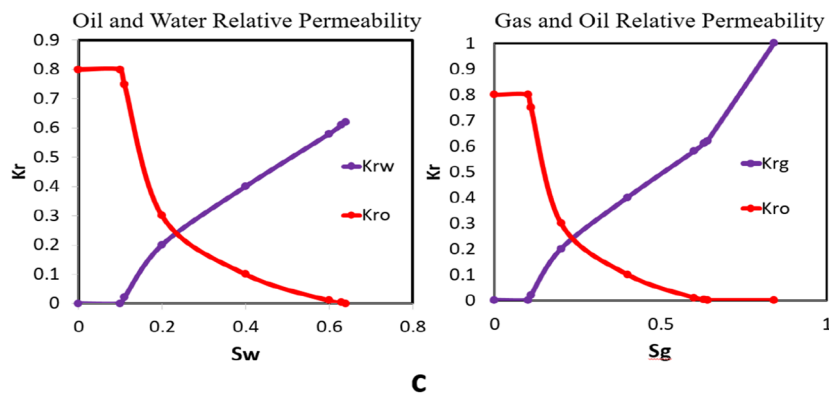 Oil and Water Relative Permeability
0.9
0.8
0.7
0.6
0.5
0.4
0.3
0.2
0.1
0
Kr
Krw
Kro
0 0.2 0.4 0.6 0.8
Sw
Gas and Oil Relative Permeability
1
0.9
0.8
0.7
0.6
0.5
0.4
0.3
0.2
0.1
0
Kr
Krg
Kro
0 0.5 1
Sg
C